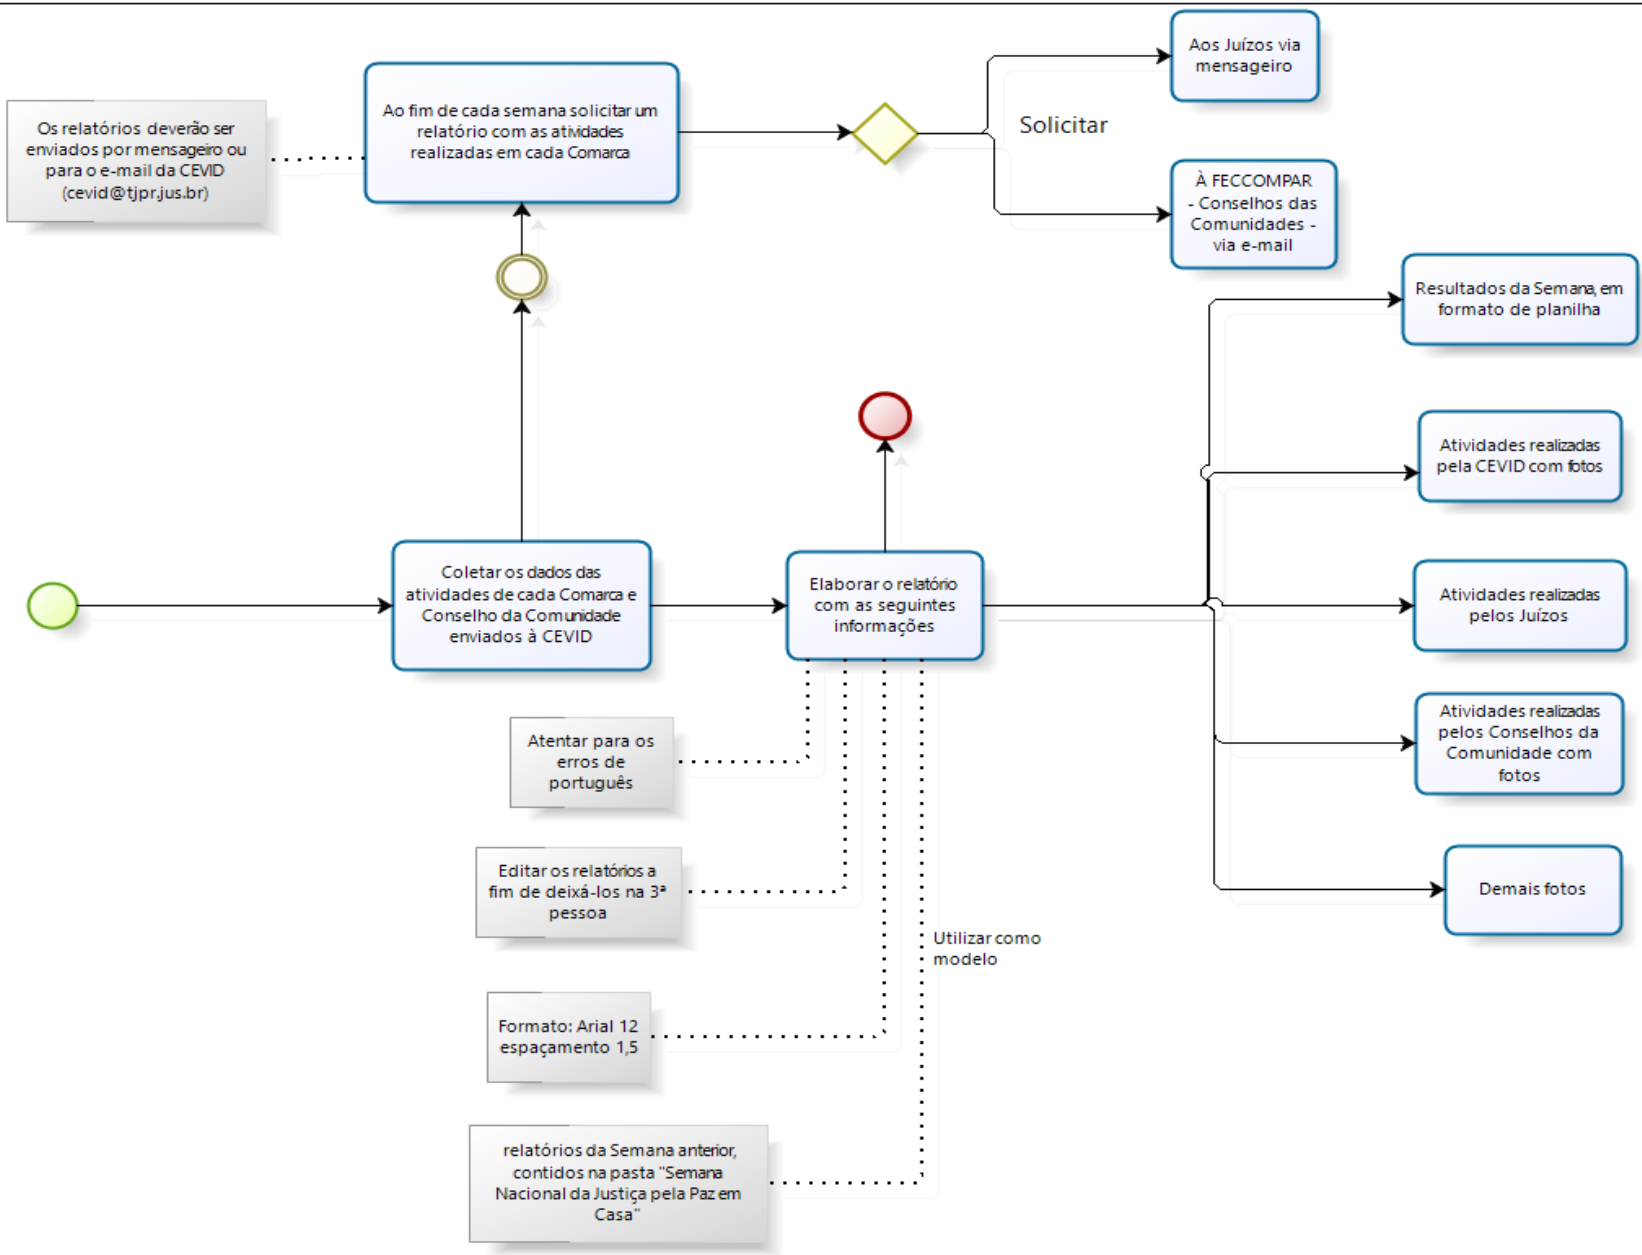 Aos Juízos via
mensageiro
Ao fim de cada semana solicitar um
relatório com as atividades
realizadas em cada Comarca
Os relatórios deverão ser
enviados por mensageiro ou
para o e-mail da CEVID
(cevid@tjpr.jus.br)
Solicitar
À FECCOMPAR
- Conselhos das
Comunidades -
via e-mail
Resultados da Semana, em
formato de planilha
Atividades realizadas
pela CEVID com fotos
Coletar os dados das
atividades de cada Comarca e
Conselho da Comunidade
enviados à CEVID
Elaborar o relatório
com as seguintes
informações
Atividades realizadas
pelos Juízos
Atividades realizadas
pelos Conselhos da
Comunidade com
fotos
Atentar para os
erros de
português
Editar os relatórios a
fim de deixá-los na 3ª
pessoa
Demais fotos
Utilizar como
modelo
Formato: Arial 12
espaçamento 1,5
relatórios da Semana anterior,
contidos na pasta "Semana
Nacional da Justiça pela Paz em
Casa"